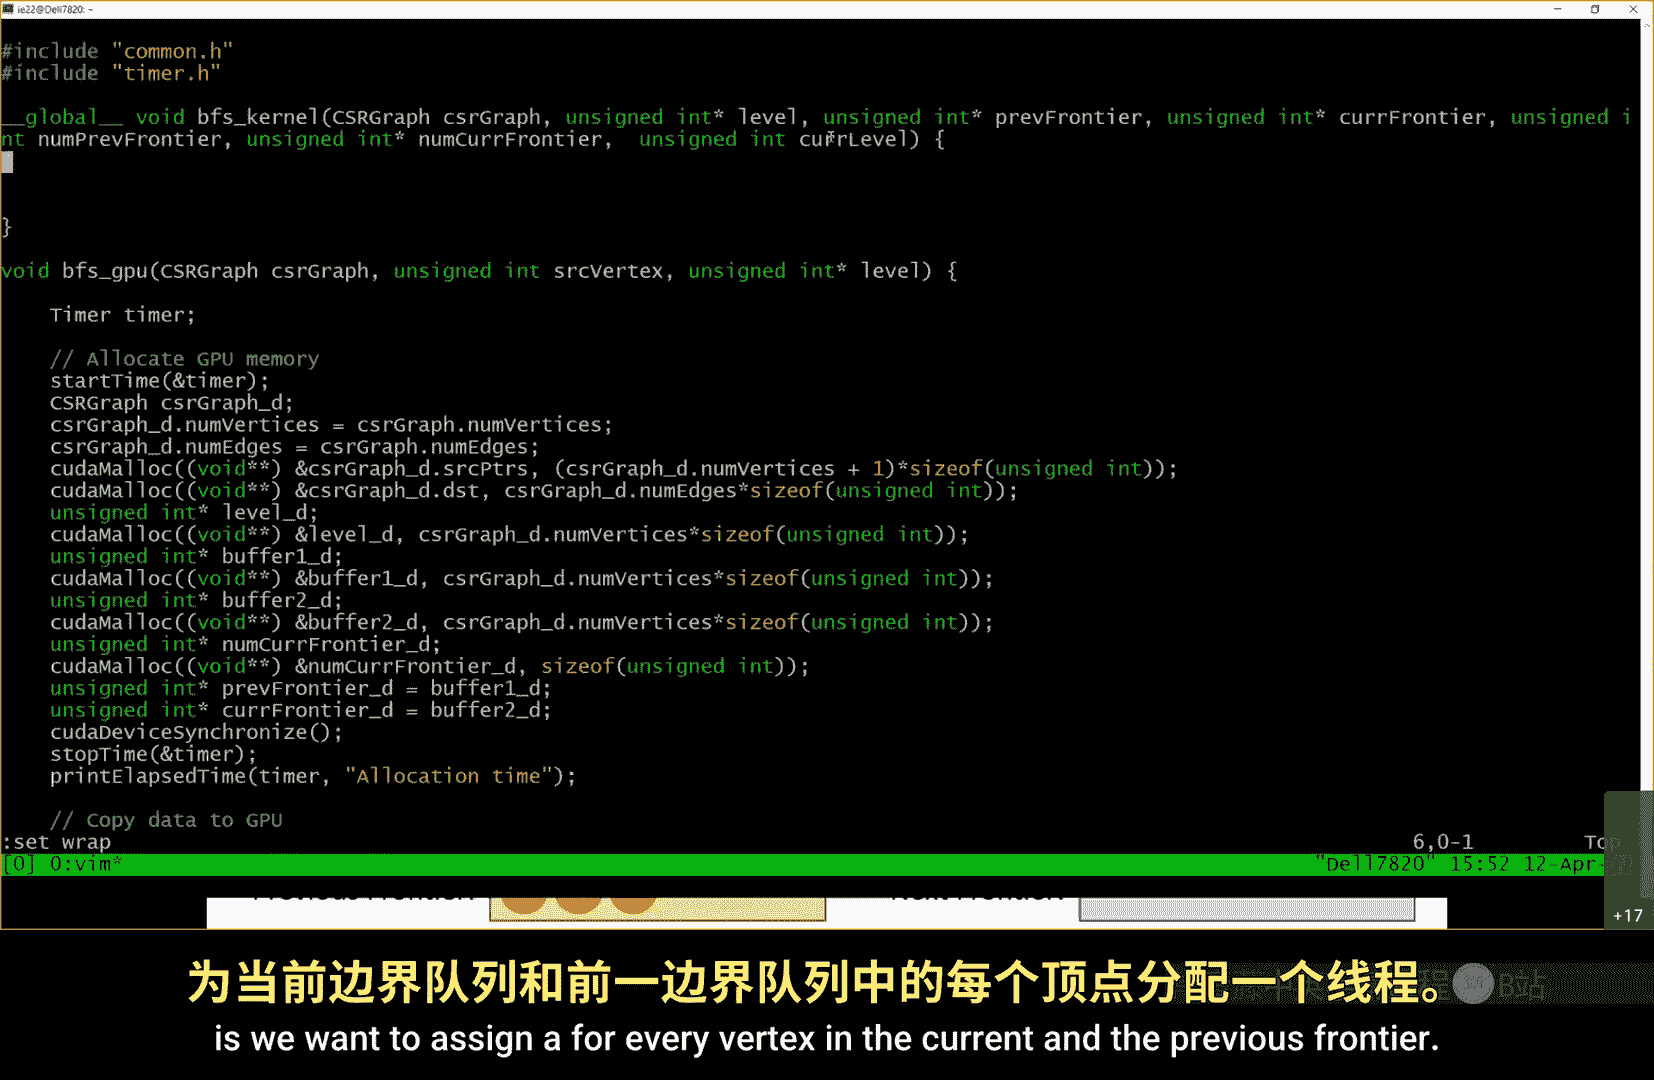 ie22@Dell7820: ~
#include "common.h"
#include "timer.h"
__global__ void bfs_kernel(CSRGraph csrGraph, unsigned int* level, unsigned int* prevFrontier, unsigned int* currFrontier, unsigned i
nt numPrevFrontier, unsigned int* numCurrFrontier,  unsigned int currLevel) {
}
void bfs_gpu(CSRGraph csrGraph, unsigned int srcVertex, unsigned int* level) {
Timer timer;
// Allocate GPU memory
startTime(&timer);
CSRGraph csrGraph_d;
csrGraph_d.numVertices = csrGraph.numVertices;
csrGraph_d.numEdges = csrGraph.numEdges;
cudaMalloc((void**) &csrGraph_d.srcPtrs, (csrGraph_d.numVertices + 1)*sizeof(unsigned int));
cudaMalloc((void**) &csrGraph_d.dst, csrGraph_d.numEdges*sizeof(unsigned int));
unsigned int* level_d;
cudaMalloc((void**) &level_d, csrGraph_d.numVertices*sizeof(unsigned int));
unsigned int* buffer1_d;
cudaMalloc((void**) &buffer1_d, csrGraph_d.numVertices*sizeof(unsigned int));
unsigned int* buffer2_d;
cudaMalloc((void**) &buffer2_d, csrGraph_d.numVertices*sizeof(unsigned int));
unsigned int* numCurrFrontier_d;
cudaMalloc((void**) &numCurrFrontier_d, sizeof(unsigned int));
unsigned int* prevFrontier_d = buffer1_d;
unsigned int* currFrontier_d = buffer2_d;
cudaDeviceSynchronize();
stopTime(&timer);
printElapsedTime(timer, "Allocation time");
// Copy data to GPU
:set wrap 6,0-1 Top
[0] 0:vim* "Dell7820" 15:52 12-Apr-
+17
为当前边界队列和前一边界队列中的每个顶点分配一个线程。
B站
is we want to assign a for every vertex in the current and the previous frontier.